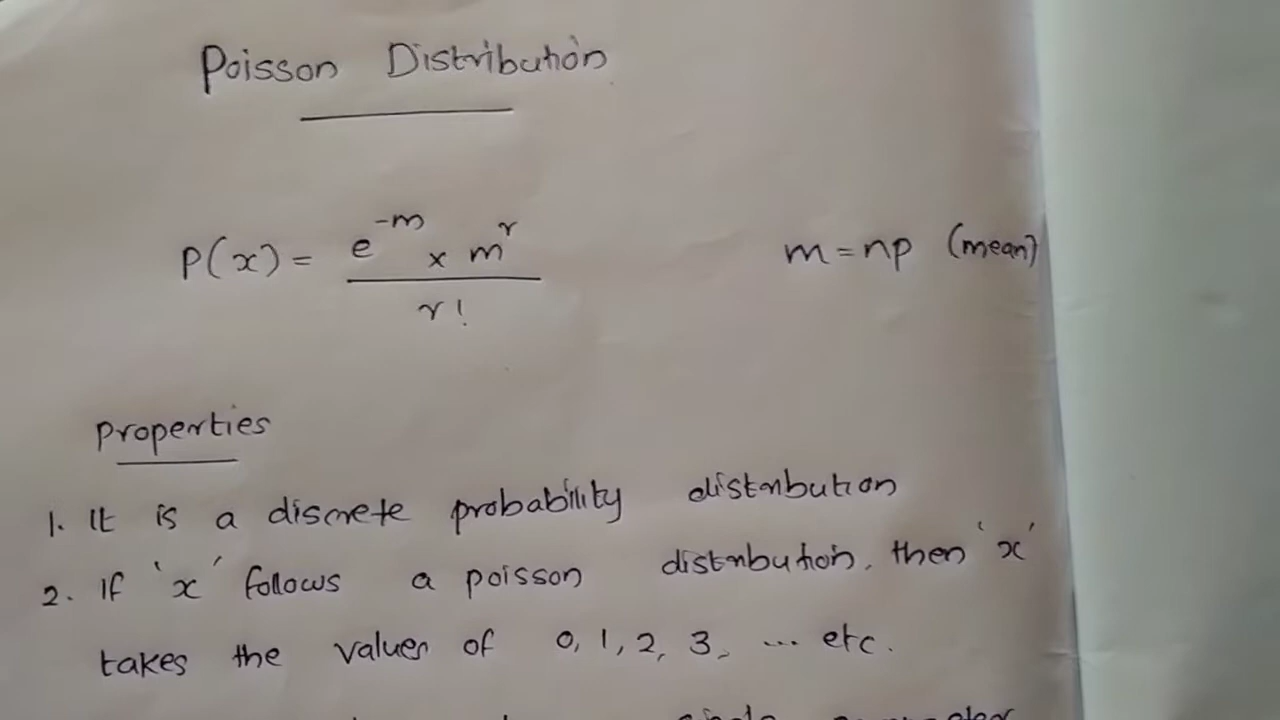 Poisson Distribution
P(x) = e^{-m} × m^r / r!
m = np (mean)
Properties
1. It is a discrete probability distribution
2. If 'x' follows a poisson distribution, then 'x'
takes the values of 0, 1, 2, 3, ... etc.
single